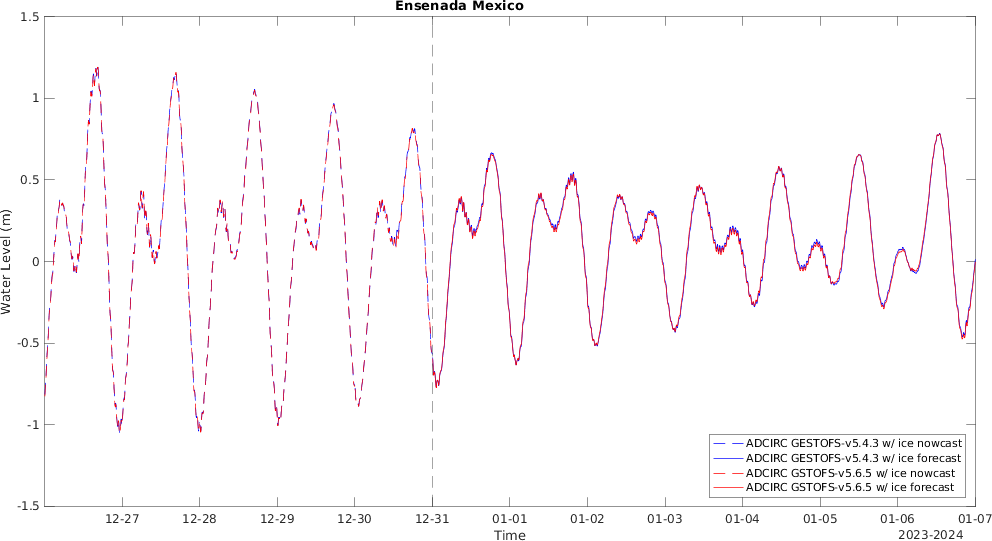 Ensenada Mexico
1.5
1
0.5
0
-0.5
-1
-1.5
Water Level (m)
12-27 12-28 12-29 12-30 12-31 01-01 01-02 01-03 01-04 01-05 01-06 01-07
Time
2023-2024
ADCIRC GESTOFS-v5.4.3 w/ ice nowcast
ADCIRC GESTOFS-v5.4.3 w/ ice forecast
ADCIRC GSTOFS-v5.6.5 w/ ice nowcast
ADCIRC GSTOFS-v5.6.5 w/ ice forecast